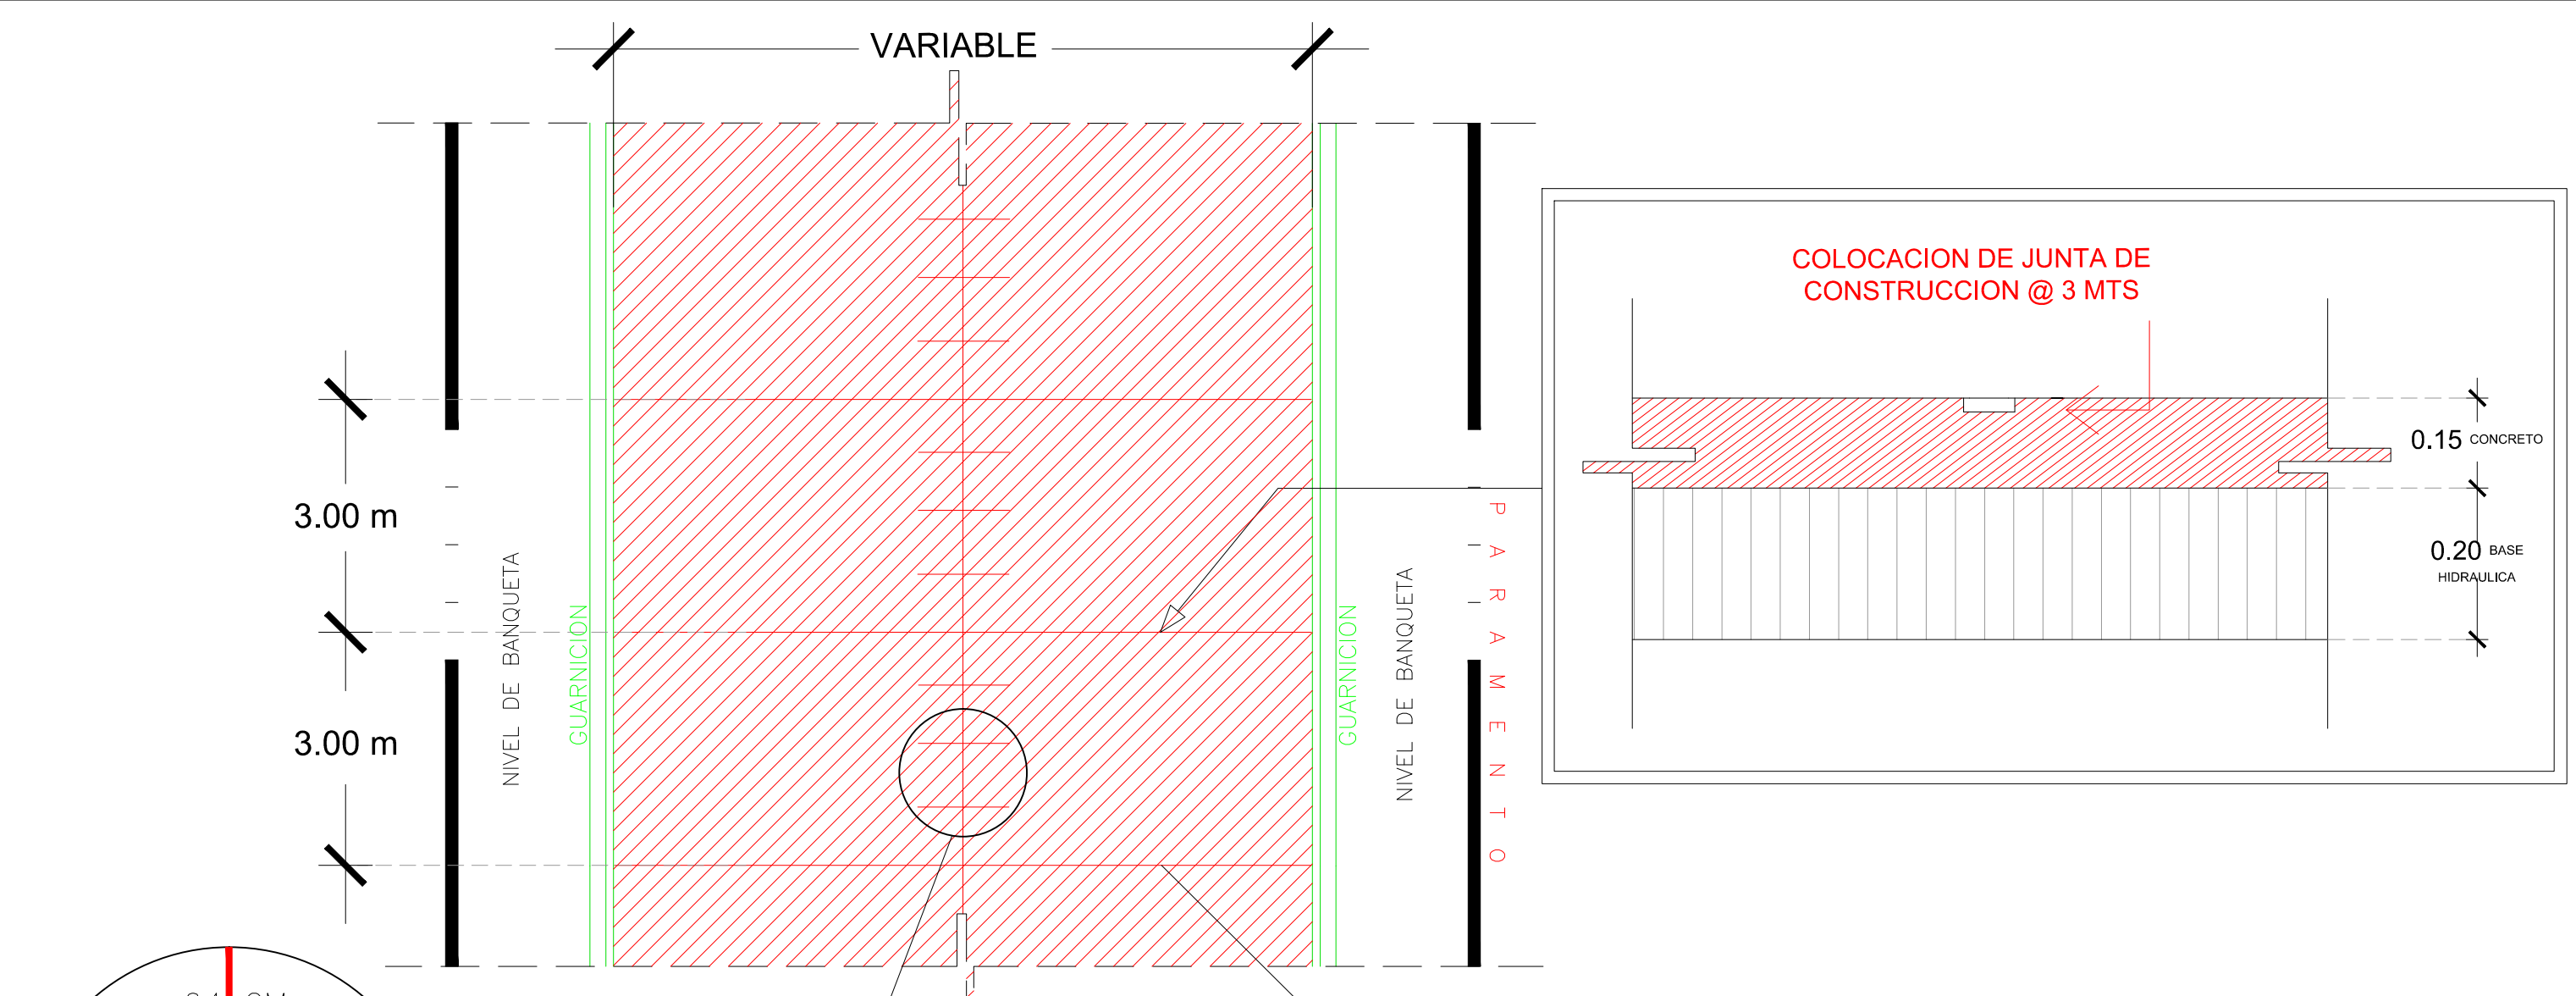 VARIABLE
COLOCACION DE JUNTA DE
CONSTRUCCION @ 3 MTS
0.15 CONCRETO
0.20 BASE
HIDRAULICA
3.00 m
3.00 m
NIVEL DE BANQUETA
GUARNICION
GUARNICION
NIVEL DE BANQUETA
PARAMENTO